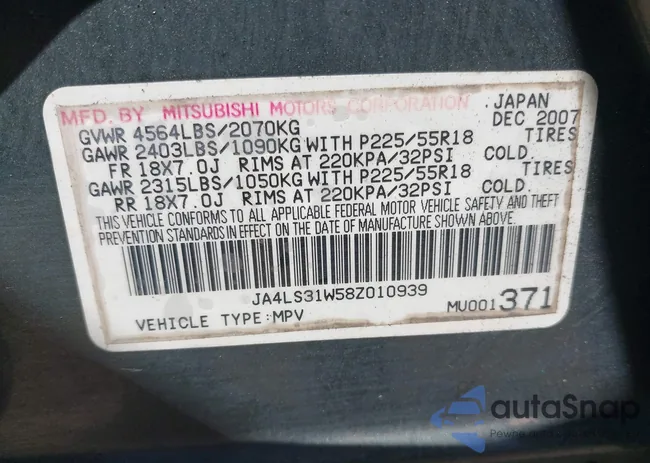 MFD. BY MITSUBISHI MOTORS CORPORATION JAPAN
GVWR 4564LBS/2070KG DEC 2007
GAWR 2403LBS/1090KG WITH P225/55R18 TIRES
FR 18X7.0J RIMS AT 220KPA/32PSI COLD.
GAWR 2315LBS/1050KG WITH P225/55R18 TIRES
RR 18X7.0J RIMS AT 220KPA/32PSI COLD.
THIS VEHICLE CONFORMS TO ALL APPLICABLE FEDERAL MOTOR VEHICLE SAFETY AND THEFT
PREVENTION STANDARDS IN EFFECT ON THE DATE OF MANUFACTURE SHOWN ABOVE.
JA4LS31W58Z010939
VEHICLE TYPE:MPV MU001371
autaSnap